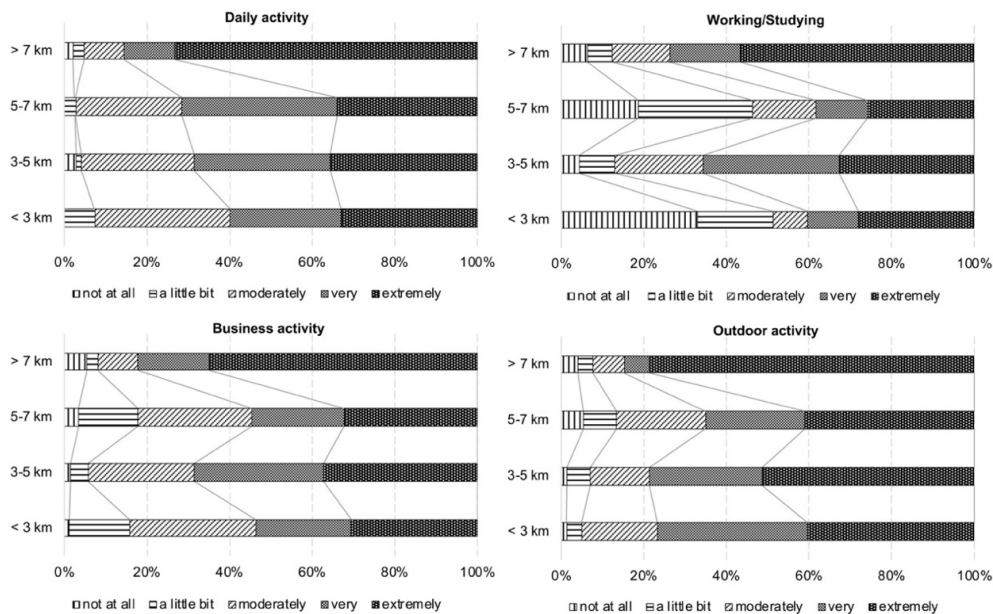 Daily activity
> 7 km
5-7 km
3-5 km
< 3 km
0% 20% 40% 60% 80% 100%
not at all a little bit moderately very extremely
Working/Studying
> 7 km
5-7 km
3-5 km
< 3 km
0% 20% 40% 60% 80% 100%
not at all a little bit moderately very extremely
Business activity
> 7 km
5-7 km
3-5 km
< 3 km
0% 20% 40% 60% 80% 100%
not at all a little bit moderately very extremely
Outdoor activity
> 7 km
5-7 km
3-5 km
< 3 km
0% 20% 40% 60% 80% 100%
not at all a little bit moderately very extremely